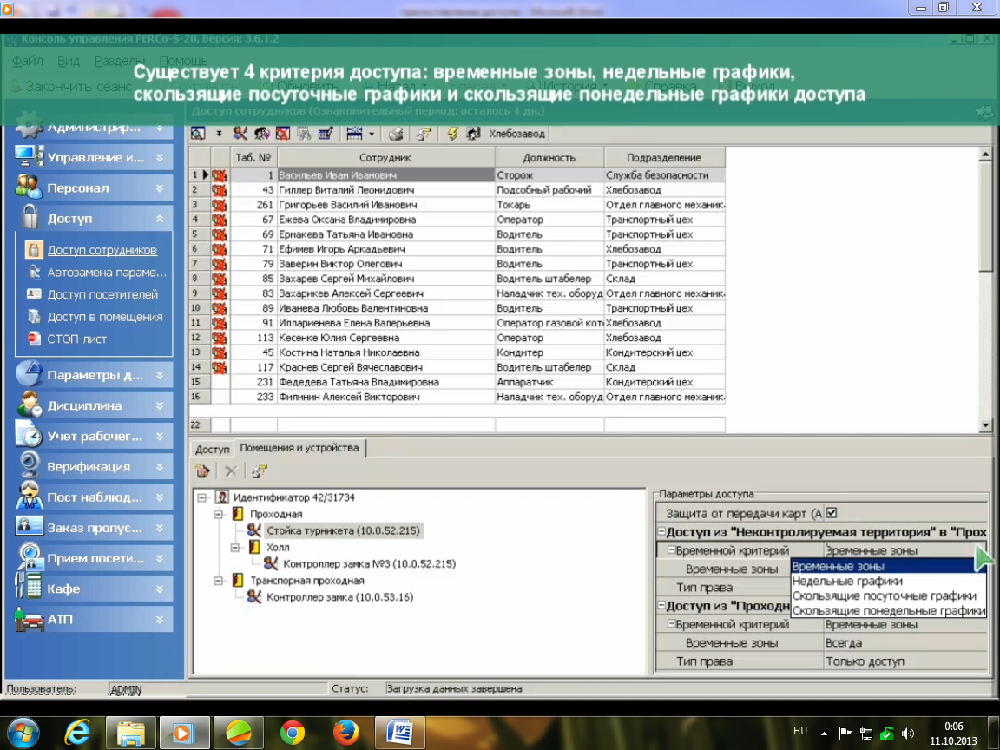 Консоль управления PERCo-S-20, Версия: 3.6.1.2
Файл Вид Разделы Помощь
Существует 4 критерия доступа: временные зоны, недельные графики,
скользящие посуточные графики и скользящие понедельные графики доступа
Закончить сеанс
Доступ сотрудников (Ознакомительный период: осталось 4 дн.)
Администрир...
Управление и...
Персонал
Доступ
Доступ сотрудников
Автозамена параме...
Доступ посетителей
Доступ в помещения
СТОП-лист
Параметры д...
Дисциплина
Учет рабочег...
Верификация
Пост наблюд...
Заказ пропус...
Прием посети...
Кафе
АТП
Хлебозавод
Таб. № Сотрудник Должность Подразделение
1 1 Васильев Иван Иванович Сторож Служба безопасности
2 43 Гиллер Виталий Леонидович Подсобный рабочий Хлебозавод
3 261 Григорьев Василий Иванович Токарь Отдел главного механика
4 67 Ежева Оксана Владимировна Оператор Транспортный цех
5 69 Ермакева Татьяна Ивановна Водитель Транспортный цех
6 71 Ефимев Игорь Аркадьевич Водитель Хлебозавод
7 79 Заверин Виктор Олегович Водитель Транспортный цех
8 85 Захарев Сергей Михайлович Водитель штабелер Склад
9 83 Захарикев Алексей Сергеевич Наладчик тех. оборуд Отдел главного механика
10 89 Иванева Любовь Валентиновна Водитель Транспортный цех
11 91 Иллариенева Елена Валерьевна Оператор газовой кот Хлебозавод
12 113 Кесенке Юлия Сергеевна Оператор Хлебозавод
13 45 Костина Наталья Николаевна Кондитер Кондитерский цех
14 117 Краснев Сергей Вячеславович Водитель штабелер Склад
15 231 Федедева Татьяна Владимировна Аппаратчик Кондитерский цех
16 233 Филинин Алексей Викторович Наладчик тех. оборуд Отдел главного механика
22
Доступ Помещения и устройства
Идентификатор 42/31734
Проходная
Стойка турникета (10.0.52.215)
Холл
Контроллер замка №3 (10.0.52.215)
Транспорная проходная
Контроллер замка (10.0.53.16)
Параметры доступа
Защита от передачи карт (А
Доступ из "Неконтролируемая территория" в "Прох
Временной критерий Временные зоны
Временные зоны
Тип права
Временные зоны
Недельные графики
Скользящие посуточные графики
Скользящие понедельные графики
Доступ из "Проходн
Временной критерий Временные зоны
Временные зоны Всегда
Тип права Только доступ
Пользователь: ADMIN Статус: Загрузка данных завершена
RU
0:06
11.10.2013